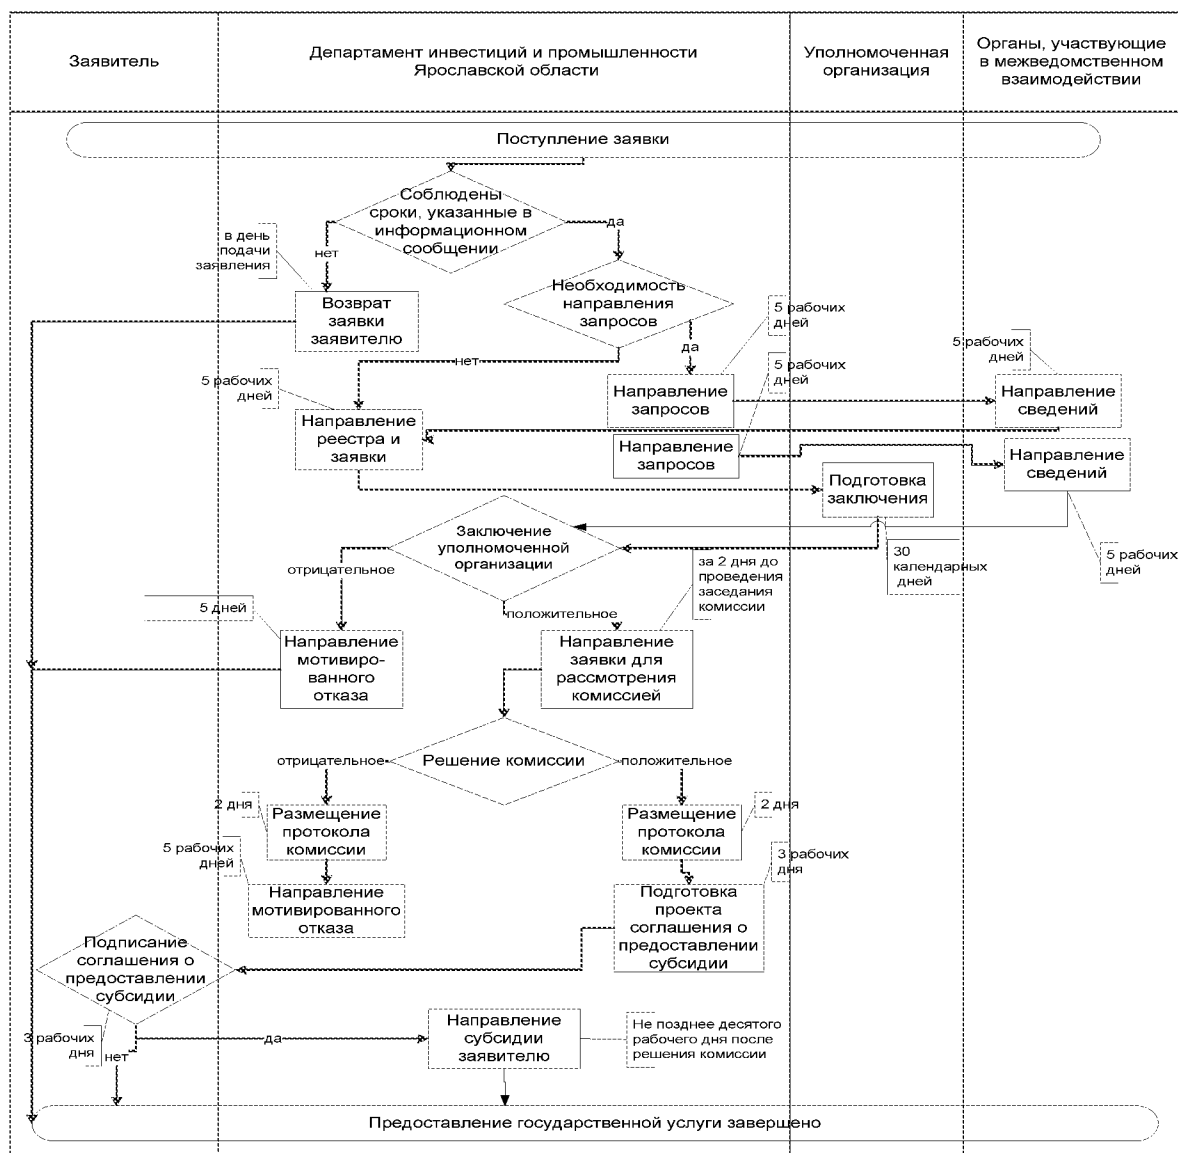 Заявитель
Департамент инвестиций и промышленности
Ярославской области
Уполномоченная
организация
Органы, участвующие
в межведомственном
взаимодействии
Поступление заявки
Соблюдены
сроки, указанные в
информационном
сообщении
нет
да
в день
подачи
заявления
Возврат
заявки
заявителю
Необходимость
направления
запросов
нет
да
5 рабочих
дней
5 рабочих
дней
5 рабочих
дней
5 рабочих
дней
Направление
запросов
Направление
сведений
Направление
реестра и
заявки
Направление
запросов
Направление
сведений
Подготовка
заключения
Заключение
уполномоченной
организации
отрицательное
положительное
за 2 дня до
проведения
заседания
комиссии
30
календарных
дней
5 рабочих
дней
5 дней
Направление
мотивиро-
ванного
отказа
Направление
заявки для
рассмотрения
комиссией
Решение комиссии
отрицательное
положительное
2 дня
Размещение
протокола
комиссии
Размещение
протокола
комиссии
2 дня
5 рабочих
дней
3 рабочих
дня
Направление
мотивированного
отказа
Подготовка
проекта
соглашения о
предоставлении
субсидии
Подписание
соглашения о
предоставлении
субсидии
3 рабочих
дня
нет
да
Направление
субсидии
заявителю
Не позднее десятого
рабочего дня после
решения комиссии
Предоставление государственной услуги завершено